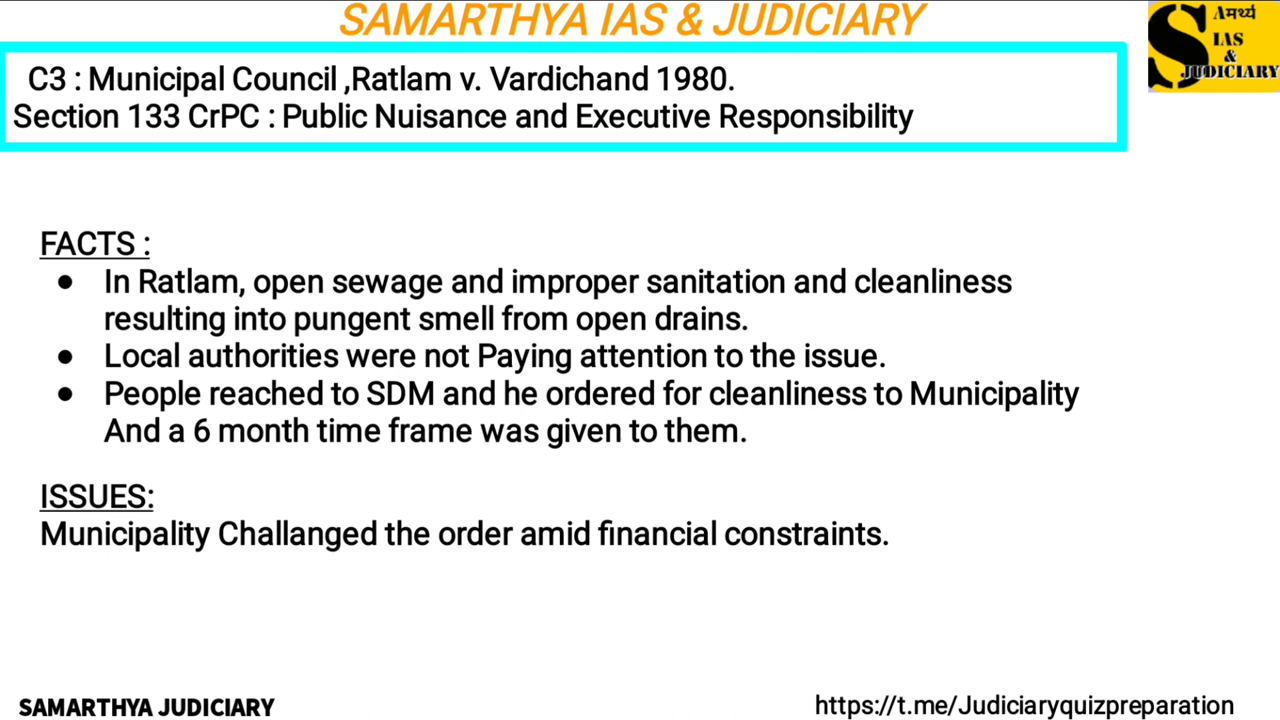 SAMARTHYA IAS & JUDICIARY
Aमर्थ्य
IAS
&
JUDICIARY
C3 : Municipal Council ,Ratlam v. Vardichand 1980.
Section 133 CrPC : Public Nuisance and Executive Responsibility
FACTS :
● In Ratlam, open sewage and improper sanitation and cleanliness
resulting into pungent smell from open drains.
● Local authorities were not Paying attention to the issue.
● People reached to SDM and he ordered for cleanliness to Municipality
And a 6 month time frame was given to them.
ISSUES:
Municipality Challanged the order amid financial constraints.
SAMARTHYA JUDICIARY
https://t.me/Judiciaryquizpreparation